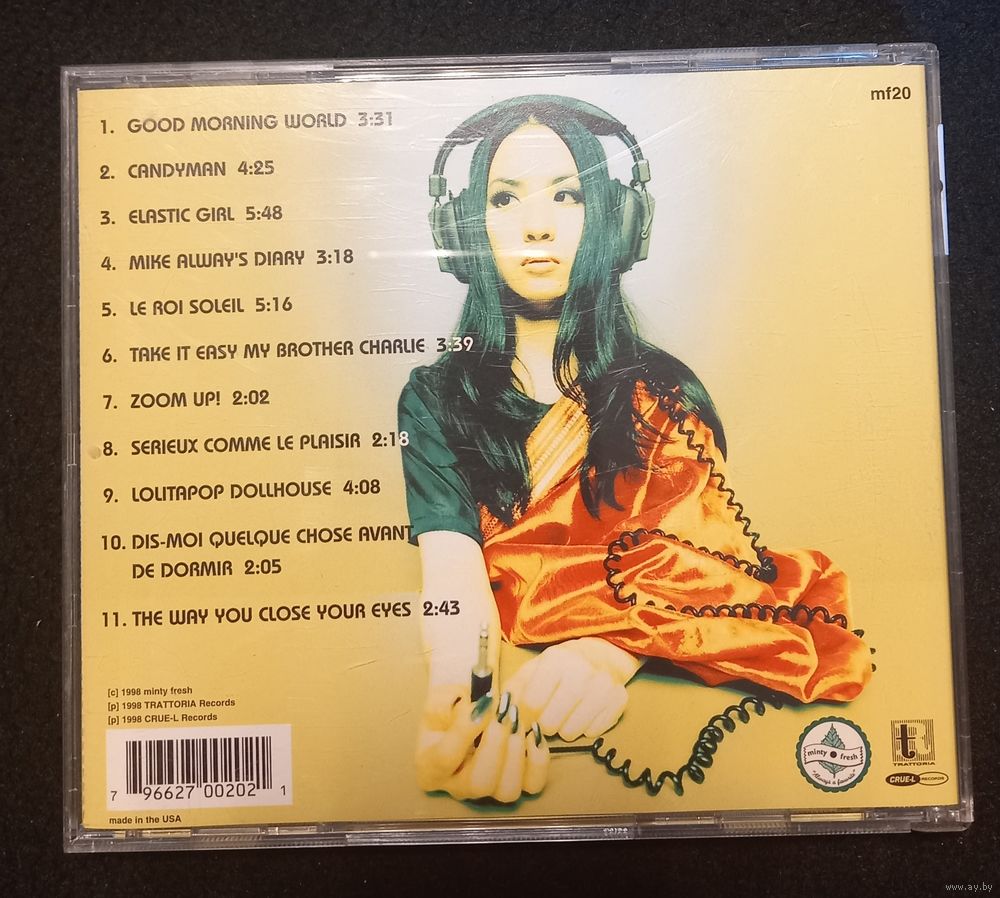 mf20
1. GOOD MORNING WORLD 3:31
2. CANDYMAN 4:25
3. ELASTIC GIRL 5:48
4. MIKE ALWAY'S DIARY 3:18
5. LE ROI SOLEIL 5:16
6. TAKE IT EASY MY BROTHER CHARLIE 3:39
7. ZOOM UP! 2:02
8. SERIEUX COMME LE PLAISIR 2:18
9. LOLITAPOP DOLLHOUSE 4:08
10. DIS-MOI QUELQUE CHOSE AVANT
DE DORMIR 2:05
11. THE WAY YOU CLOSE YOUR EYES 2:43
[c] 1998 minty fresh
[p] 1998 TRATTORIA Records
[p] 1998 CRUE-L Records
7 96627 00202 1
made in the USA
minty fresh
"Always a favorite"
t
TRATTORIA
CRUE-L RECORDS
www.ay.by